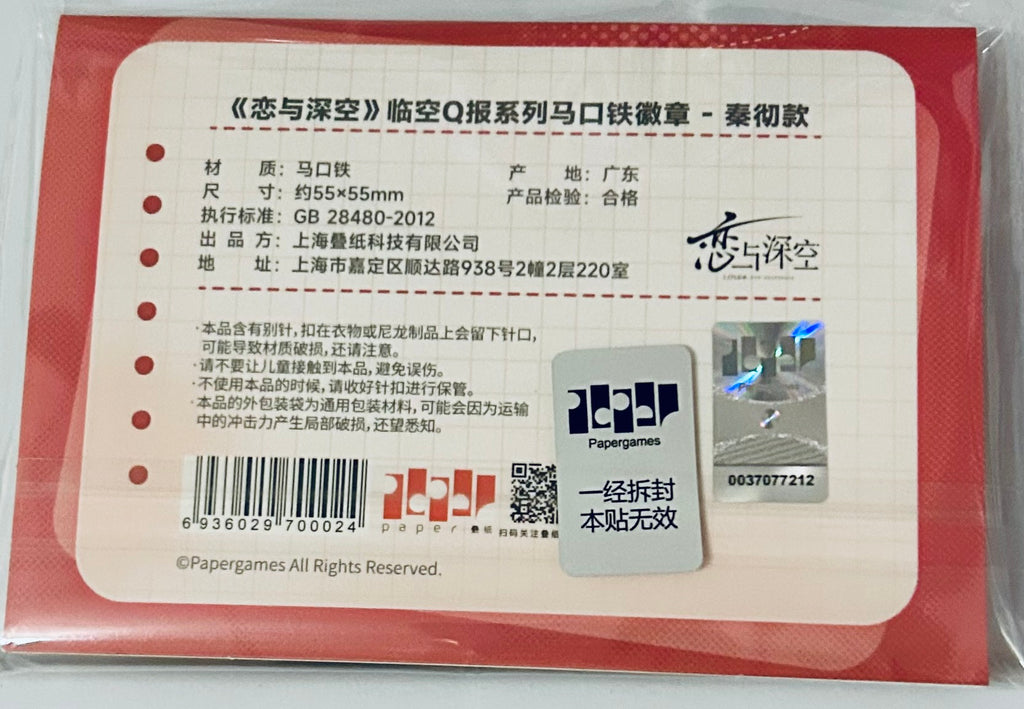 《恋与深空》临空Q报系列马口铁徽章 - 秦彻款
材 质：马口铁
产 地：广东
尺 寸：约55×55mm
产品检验：合格
执行标准：GB 28480-2012
出 品 方：上海叠纸科技有限公司
地 址：上海市嘉定区顺达路938号2幢2层220室
恋与深空
·本品含有别针，扣在衣物或尼龙制品上会留下针口，
可能导致材质破损，还请注意。
·请不要让儿童接触到本品，避免误伤。
·不使用本品的时候，请收好针扣进行保管。
·本品的外包装袋为通用包装材料，可能会因为运输
中的冲击力产生局部破损，还望悉知。
papar
Papergames
一经拆封
本贴无效
0037077212
6 936029 700024
papar
paper 叠纸
扫码关注叠纸
©Papergames All Rights Reserved.